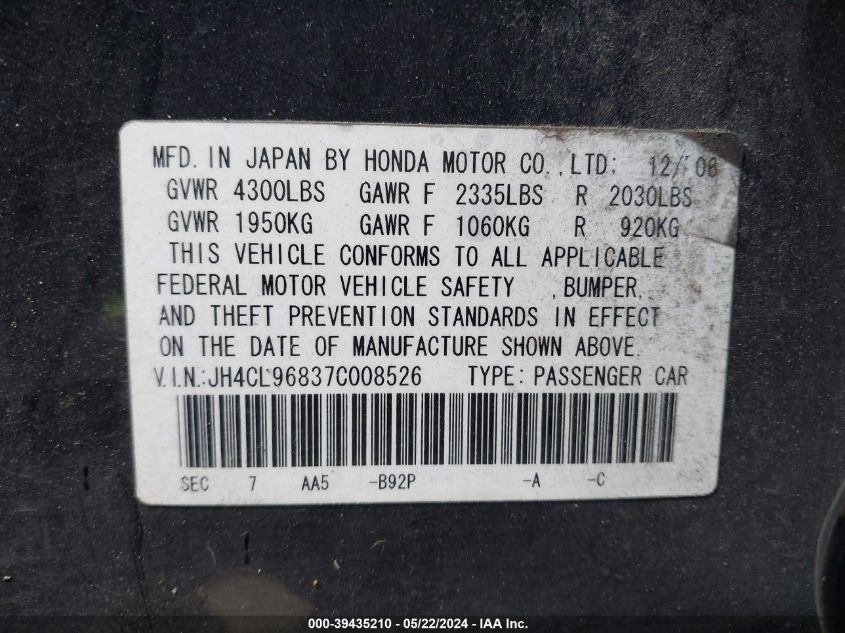 MFD. IN JAPAN BY HONDA MOTOR CO., LTD. 12/'06
GVWR 4300LBS GAWR F 2335LBS R 2030LBS
GVWR 1950KG GAWR F 1060KG R 920KG
THIS VEHICLE CONFORMS TO ALL APPLICABLE
FEDERAL MOTOR VEHICLE SAFETY , BUMPER,
AND THEFT PREVENTION STANDARDS IN EFFECT
ON THE DATE OF MANUFACTURE SHOWN ABOVE.
V.I.N.:JH4CL96837C008526 TYPE: PASSENGER CAR
SEC 7 AA5 -B92P -A -C
000-39435210 - 05/22/2024 - IAA Inc.